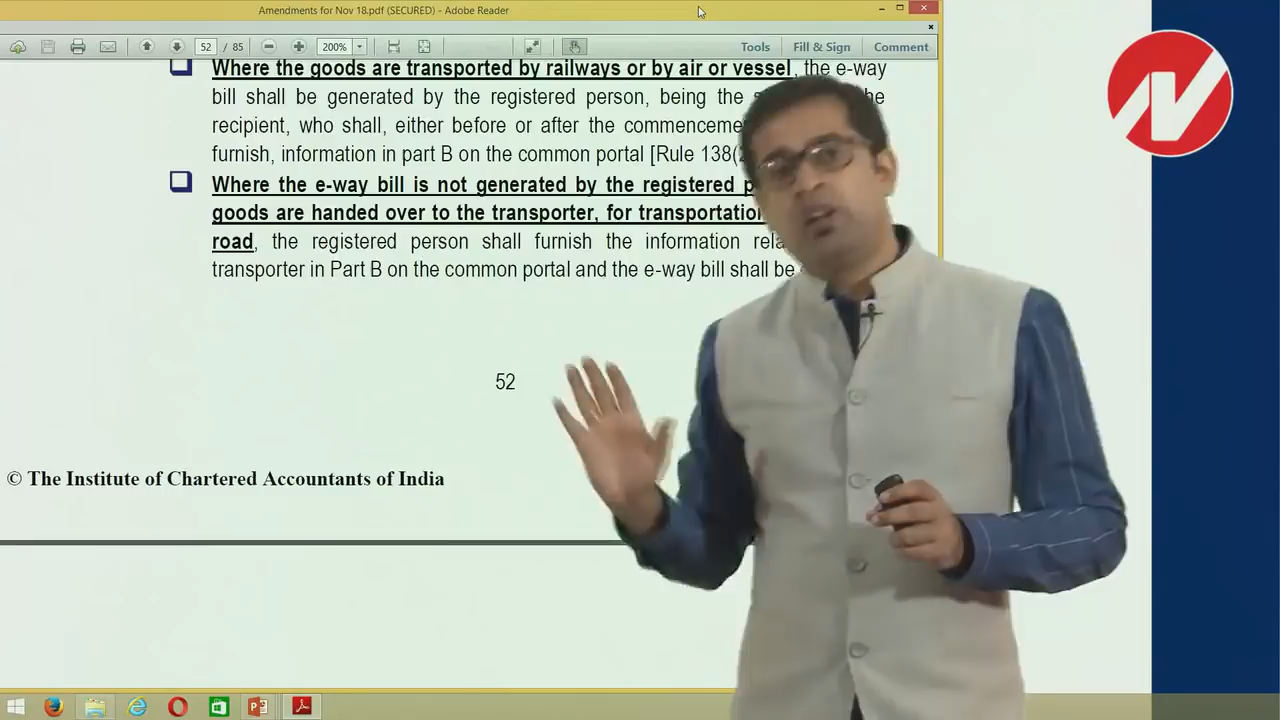 Amendments for Nov 18.pdf (SECURED) - Adobe Reader
52 / 85
200%
Tools
Fill & Sign
Comment
Where the goods are transported by railways or by air or vessel, the e-way
bill shall be generated by the registered person, being the
recipient, who shall, either before or after the
furnish, information in part B on the common portal [Rule
Where the e-way bill is not generated by the registered
goods are handed over to the transporter, for
road, the registered person shall furnish the information
transporter in Part B on the common portal and the e-way bill shall be
52
© The Institute of Chartered Accountants of India